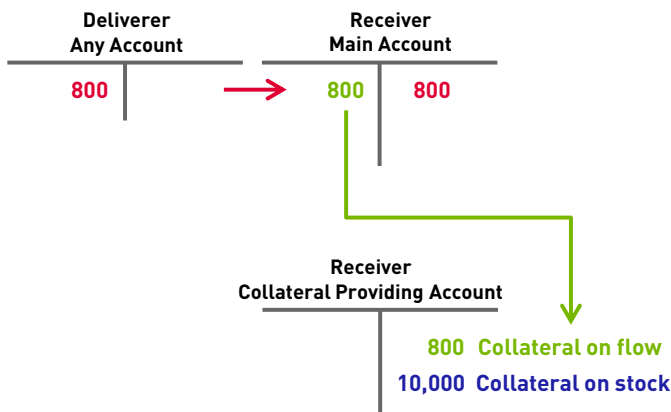 Deliverer
Any Account
Receiver
Main Account
800
800
800
Receiver
Collateral Providing Account
800 Collateral on flow
10,000 Collateral on stock